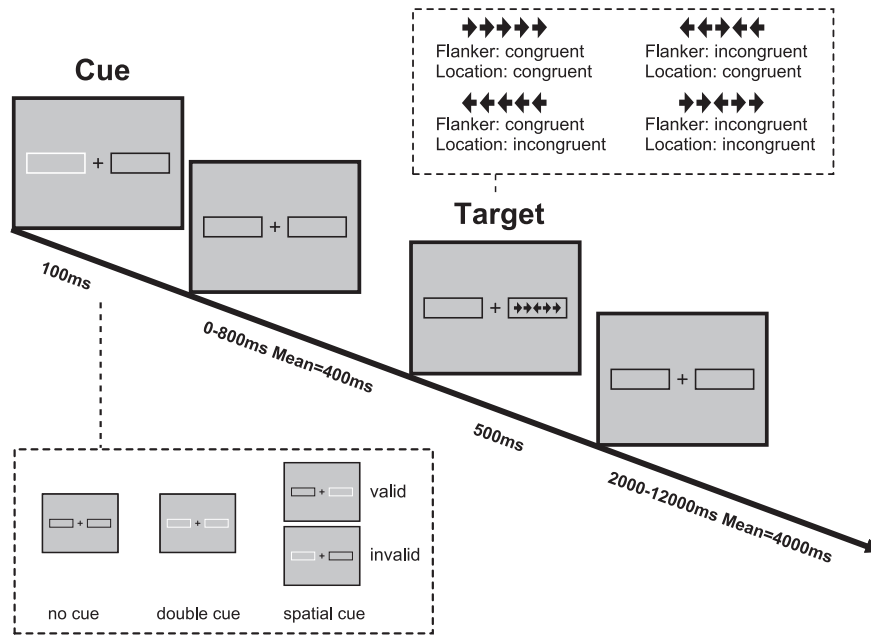 Flanker: congruent
Location: congruent
Flanker: incongruent
Location: congruent
Flanker: congruent
Location: incongruent
Flanker: incongruent
Location: incongruent
Cue
Target
100ms
0-800ms Mean=400ms
500ms
2000-12000ms Mean=4000ms
valid
invalid
no cue
double cue
spatial cue